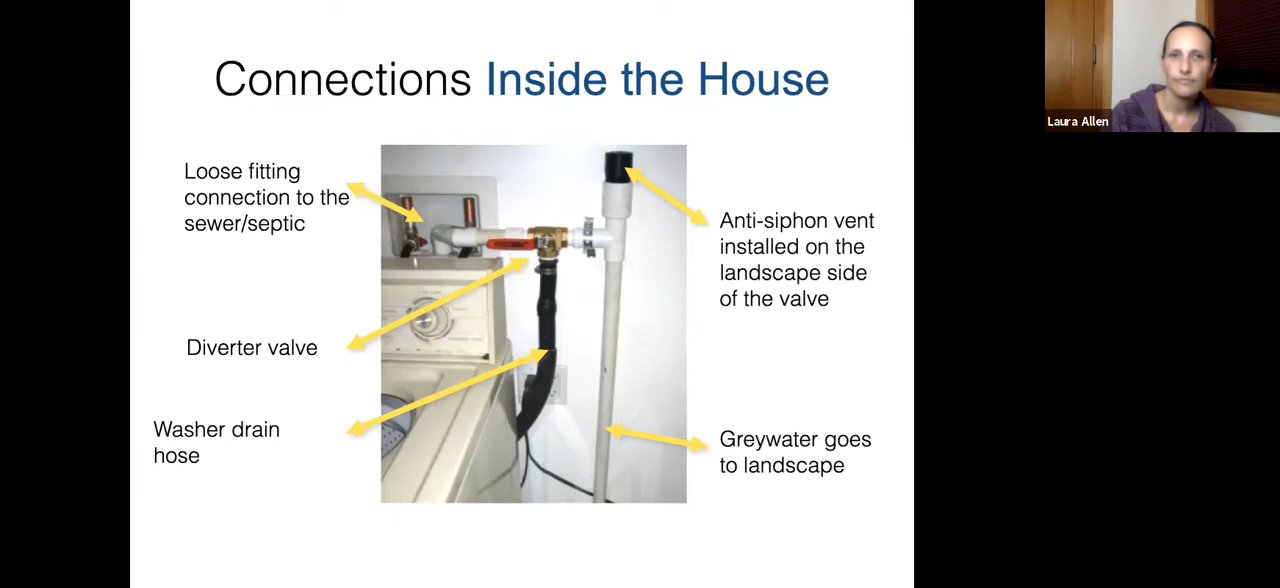 Connections Inside the House
Loose fitting
connection to the
sewer/septic
Diverter valve
Washer drain
hose
Anti-siphon vent
installed on the
landscape side
of the valve
Greywater goes
to landscape
Laura Allen